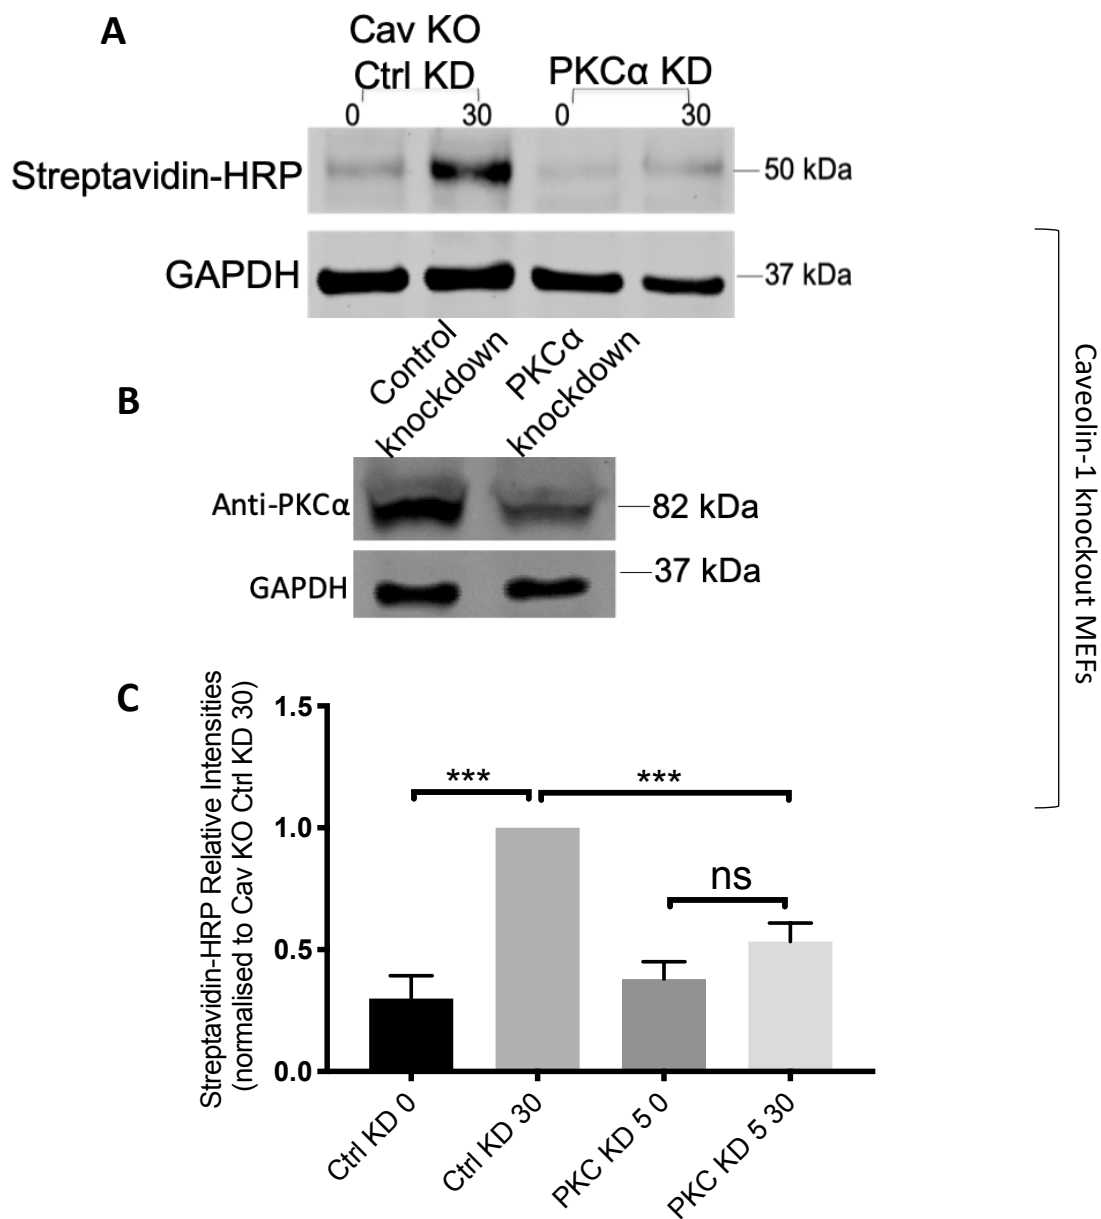 A
Cav KO
Ctrl KD
PKCα KD
0
30
0
30
Streptavidin-HRP
50 kDa
GAPDH
37 kDa
Control
knockdown
PKCα
knockdown
B
Anti-PKCα
82 kDa
GAPDH
37 kDa
Caveolin-1 knockout MEFs
C
Streptavidin-HRP Relative Intensities
(normalised to Cav KO Ctrl KD 30)
1.5
1.0
0.5
0.0
***
***
ns
Ctrl KD 0
Ctrl KD 30
PKC KD 5 0
PKC KD 5 30